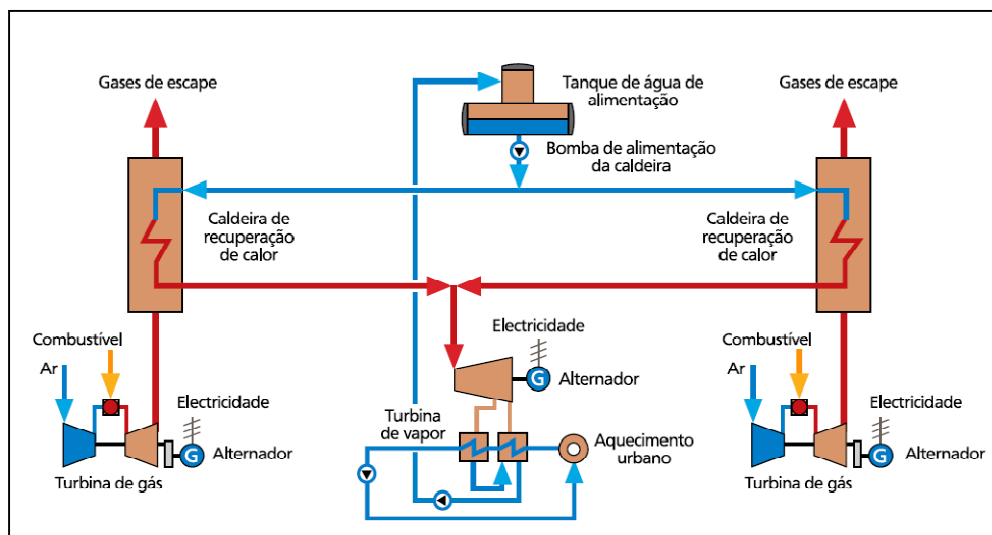 Gases de escape
Tanque de água de
alimentação
Gases de escape
Bomba de alimentação
da caldeira
Caldeira de
recuperação
de calor
Caldeira de
recuperação
de calor
Combustível
Ar
Electricidade
Alternador
G
Turbina de gás
Electricidade
Alternador
G
Turbina
de vapor
Aquecimento
urbano
Combustível
Ar
Electricidade
Alternador
G
Turbina de gás